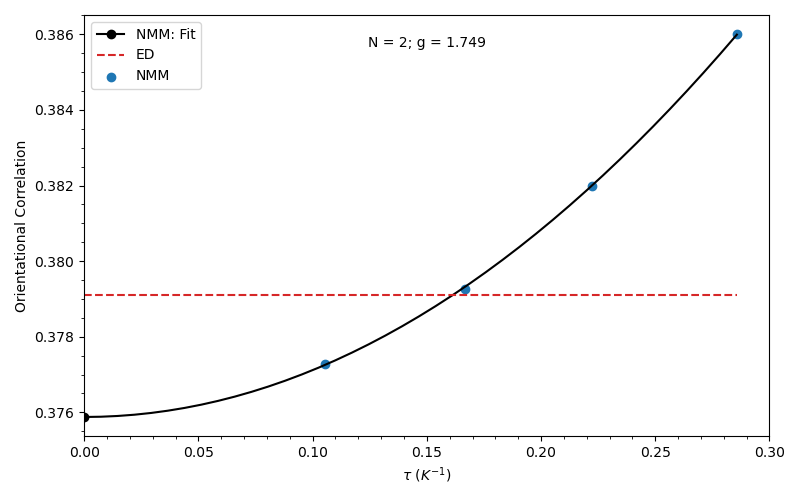 NMM: Fit
ED
NMM
N = 2; g = 1.749
Orientational Correlation
0.386
0.384
0.382
0.380
0.378
0.376
0.00 0.05 0.10 0.15 0.20 0.25 0.30
τ (K⁻¹)